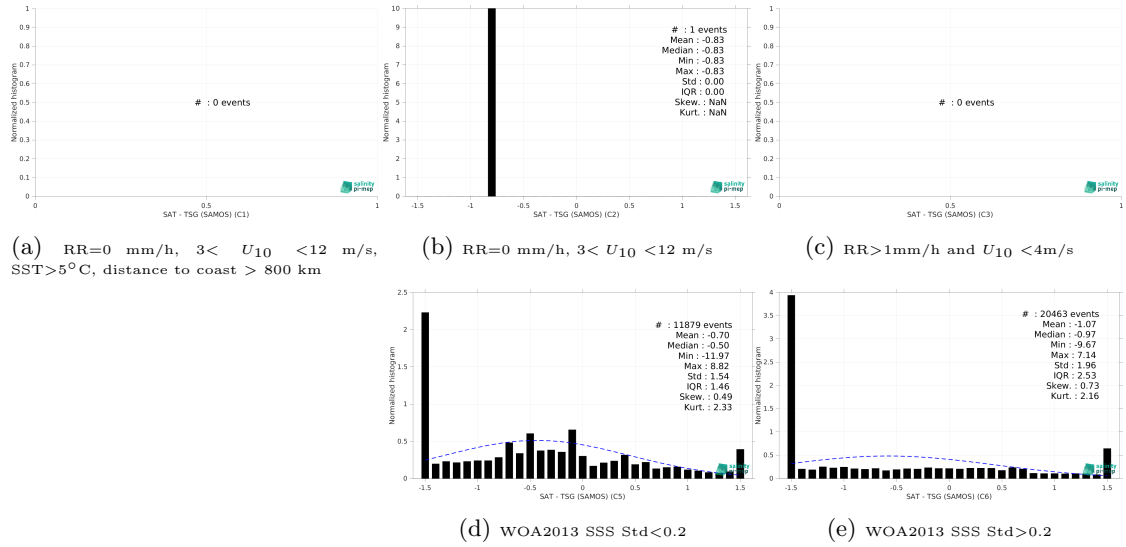 1
0.9
0.8
0.7
0.6
0.5
0.4
0.3
0.2
0.1
0
Normalized histogram
# : 0 events
salinity
pi-mep
0 0.5 1
SAT - TSG (SAMOS) (C1)
(a) RR=0 mm/h, 3< U10 <12 m/s,
SST>5°C, distance to coast > 800 km
10
9
8
7
6
5
4
3
2
1
0
Normalized histogram
# : 1 events
Mean : -0.83
Median : -0.83
Min : -0.83
Max : -0.83
Std : 0.00
IQR : 0.00
Skew. : NaN
Kurt. : NaN
salinity
pi-mep
-1.5 -1 -0.5 0 0.5 1 1.5
SAT - TSG (SAMOS) (C2)
(b) RR=0 mm/h, 3< U10 <12 m/s
1
0.9
0.8
0.7
0.6
0.5
0.4
0.3
0.2
0.1
0
Normalized histogram
# : 0 events
salinity
pi-mep
0 0.5 1
SAT - TSG (SAMOS) (C3)
(c) RR>1mm/h and U10 <4m/s
2.5
2
1.5
1
0.5
0
Normalized histogram
# : 11879 events
Mean : -0.70
Median : -0.50
Min : -11.97
Max : 8.82
Std : 1.54
IQR : 1.46
Skew. : 0.49
Kurt. : 2.33
salinity
pi-mep
-1.5 -1 -0.5 0 0.5 1 1.5
SAT - TSG (SAMOS) (C5)
(d) WOA2013 SSS Std<0.2
4
3.5
3
2.5
2
1.5
1
0.5
0
Normalized histogram
# : 20463 events
Mean : -1.07
Median : -0.97
Min : -9.67
Max : 7.14
Std : 1.96
IQR : 2.53
Skew. : 0.73
Kurt. : 2.16
salinity
pi-mep
-1.5 -1 -0.5 0 0.5 1 1.5
SAT - TSG (SAMOS) (C6)
(e) WOA2013 SSS Std>0.2